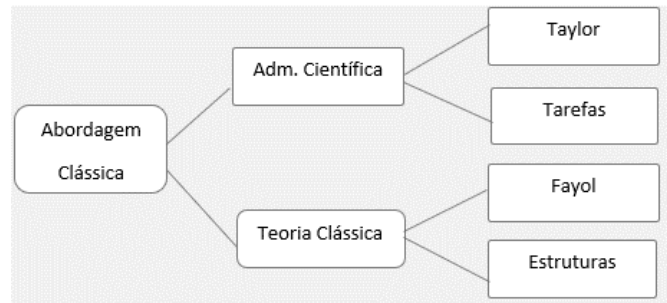 Abordagem
Clássica
Adm. Científica
Taylor
Tarefas
Teoria Clássica
Fayol
Estruturas